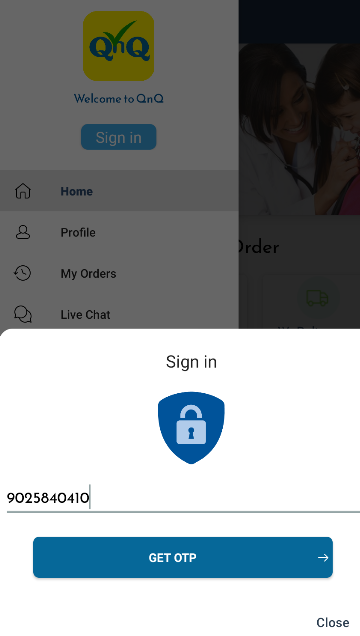 QnQ
Welcome to QnQ
Sign in
Home
Profile
My Orders
Live Chat
Order
Sign in
9025840410
GET OTP
Close